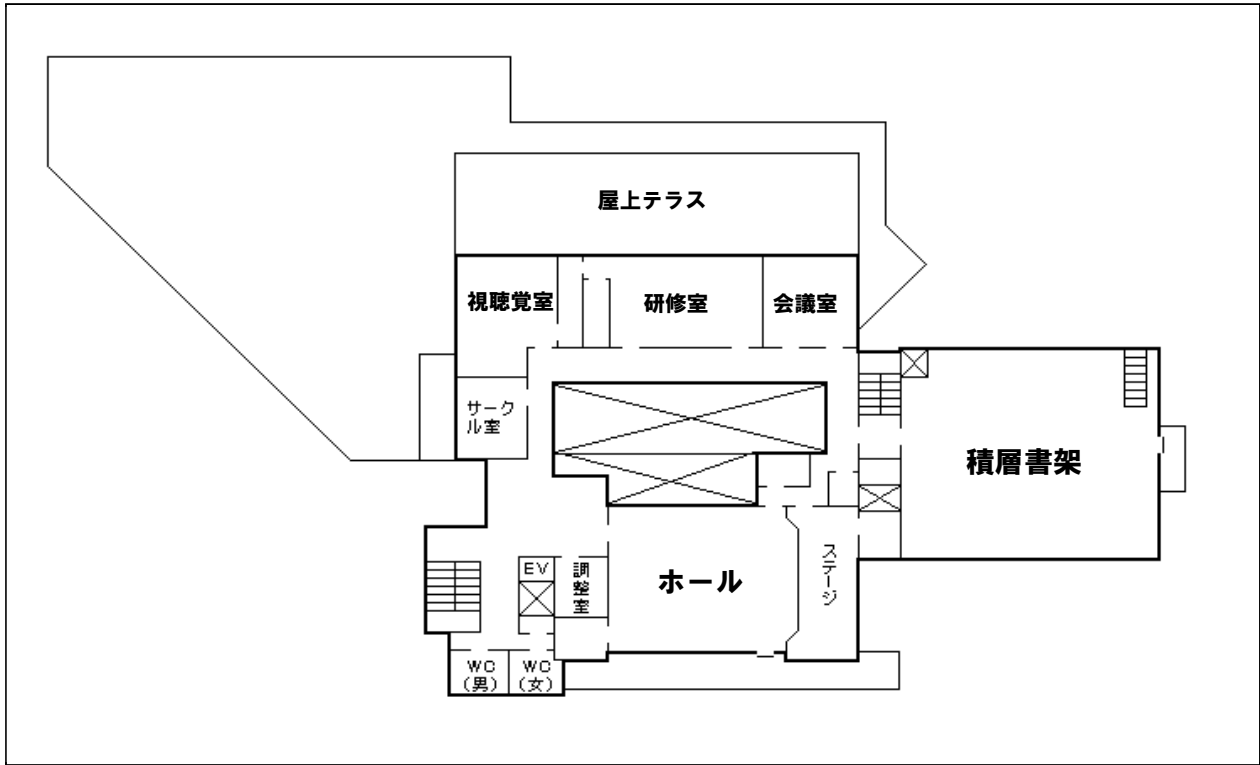 屋上テラス
視聴覚室
研修室
会議室
サーク
ル室
積層書架
EV
調整室
ホール
ステージ
WC
(男)
WC
(女)